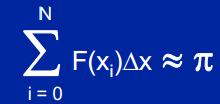 N
∑ F(xᵢ)Δx ≈ π
i = 0